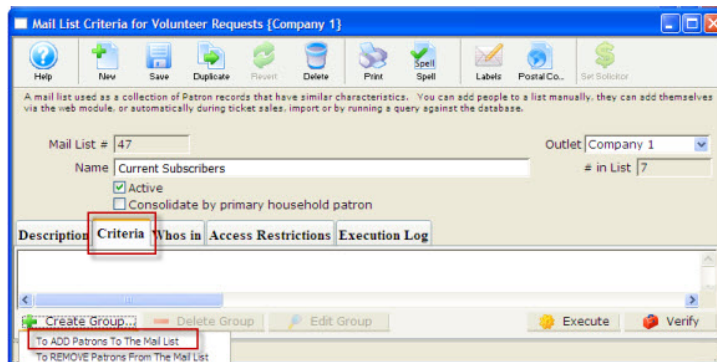 Mail List Criteria for Volunteer Requests {Company 1}
Help New Save Duplicate Revert Delete Print Spell Spell Labels Postal Co... Set Solicitor
A mail list used as a collection of Patron records that have similar characteristics. You can add people to a list manually, they can add themselves
via the web module, or automatically during ticket sales, import or by running a query against the database.
Mail List # 47 Outlet Company 1
Name Current Subscribers # in List 7
Active
Consolidate by primary household patron
Description Criteria Whos in Access Restrictions Execution Log
Create Group... Delete Group Edit Group Execute Verify
To ADD Patrons To The Mail List
To REMOVE Patrons From The Mail List